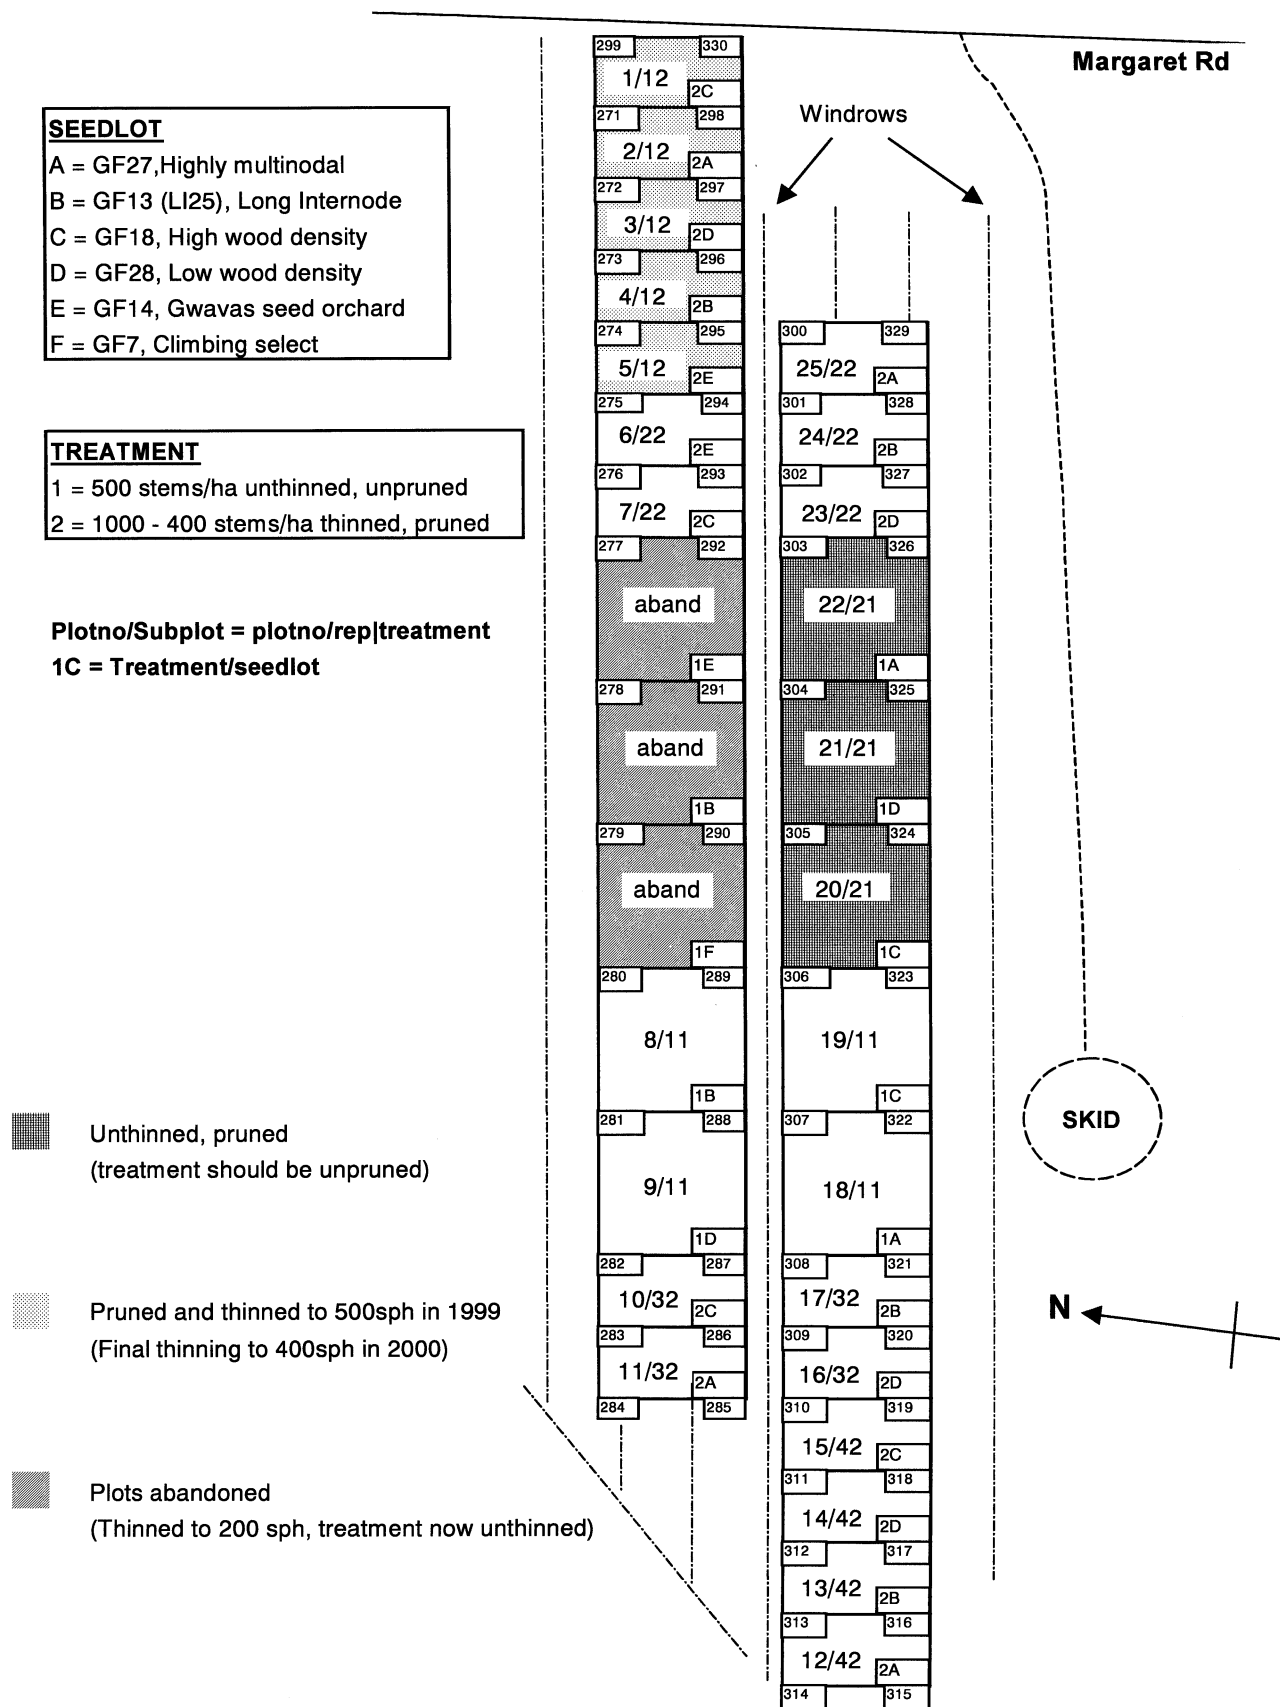 Margaret Rd
Windrows
SEEDLOT
A = GF27,Highly multinodal
B = GF13 (LI25), Long Internode
C = GF18, High wood density
D = GF28, Low wood density
E = GF14, Gwavas seed orchard
F = GF7, Climbing select
TREATMENT
1 = 500 stems/ha unthinned, unpruned
2 = 1000 - 400 stems/ha thinned, pruned
Plotno/Subplot = plotno/rep|treatment
1C = Treatment/seedlot
299 330
1/12
2C
271 298
2/12
2A
272 297
3/12
2D
273 296
4/12
2B
274 295
5/12
2E
275 294
6/22
2E
276 293
7/22
2C
277 292
aband
1E
278 291
aband
1B
279 290
aband
1F
280 289
8/11
1B
281 288
9/11
1D
282 287
10/32
2C
283 286
11/32
2A
284 285
300 329
25/22
2A
301 328
24/22
2B
302 327
23/22
2D
303 326
22/21
1A
304 325
21/21
1D
305 324
20/21
1C
306 323
19/11
1C
307 322
18/11
1A
308 321
17/32
2B
309 320
16/32
2D
310 319
15/42
2C
311 318
14/42
2D
312 317
13/42
2B
313 316
12/42
2A
314 315
SKID
N
Unthinned, pruned
(treatment should be unpruned)
Pruned and thinned to 500sph in 1999
(Final thinning to 400sph in 2000)
Plots abandoned
(Thinned to 200 sph, treatment now unthinned)